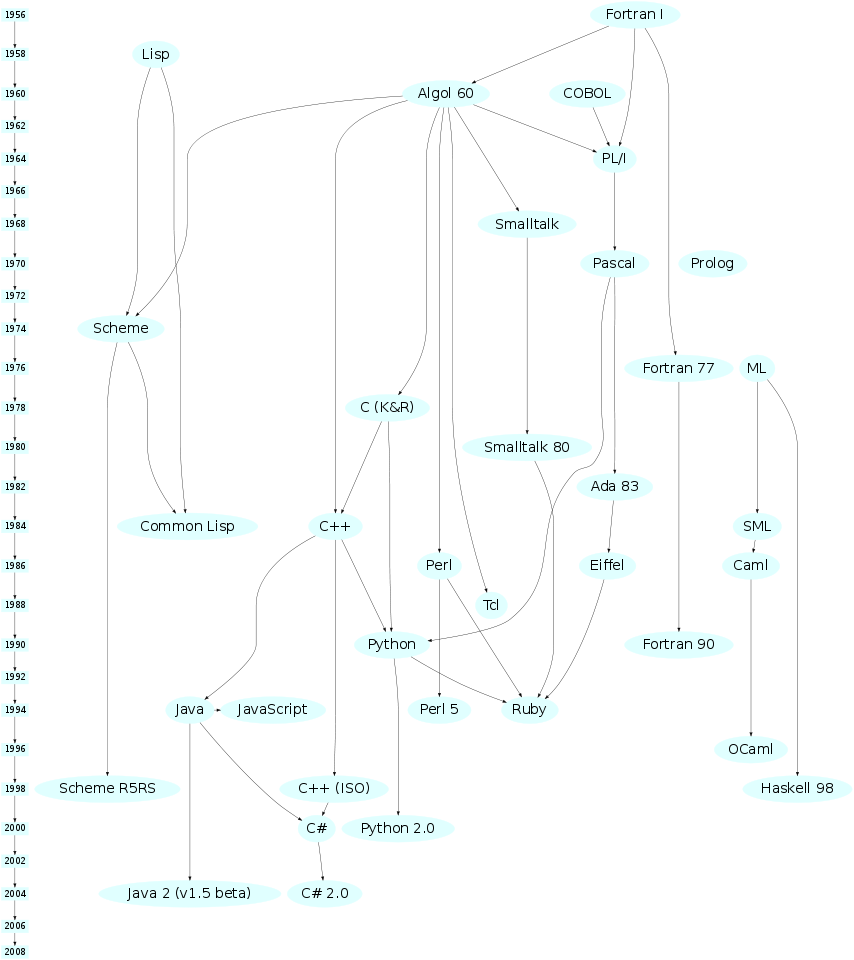 1956 Fortran I
1958 Lisp
1960 Algol 60 COBOL
1962
1964 PL/I
1966
1968 Smalltalk
1970 Pascal Prolog
1972
1974 Scheme
1976 Fortran 77 ML
1978 C (K&R)
1980 Smalltalk 80
1982 Ada 83
1984 Common Lisp C++ SML
1986 Perl Eiffel Caml
1988 Tcl
1990 Python Fortran 90
1992
1994 Java JavaScript Perl 5 Ruby
1996 OCaml
1998 Scheme R5RS C++ (ISO) Haskell 98
2000 C# Python 2.0
2002
2004 Java 2 (v1.5 beta) C# 2.0
2006
2008